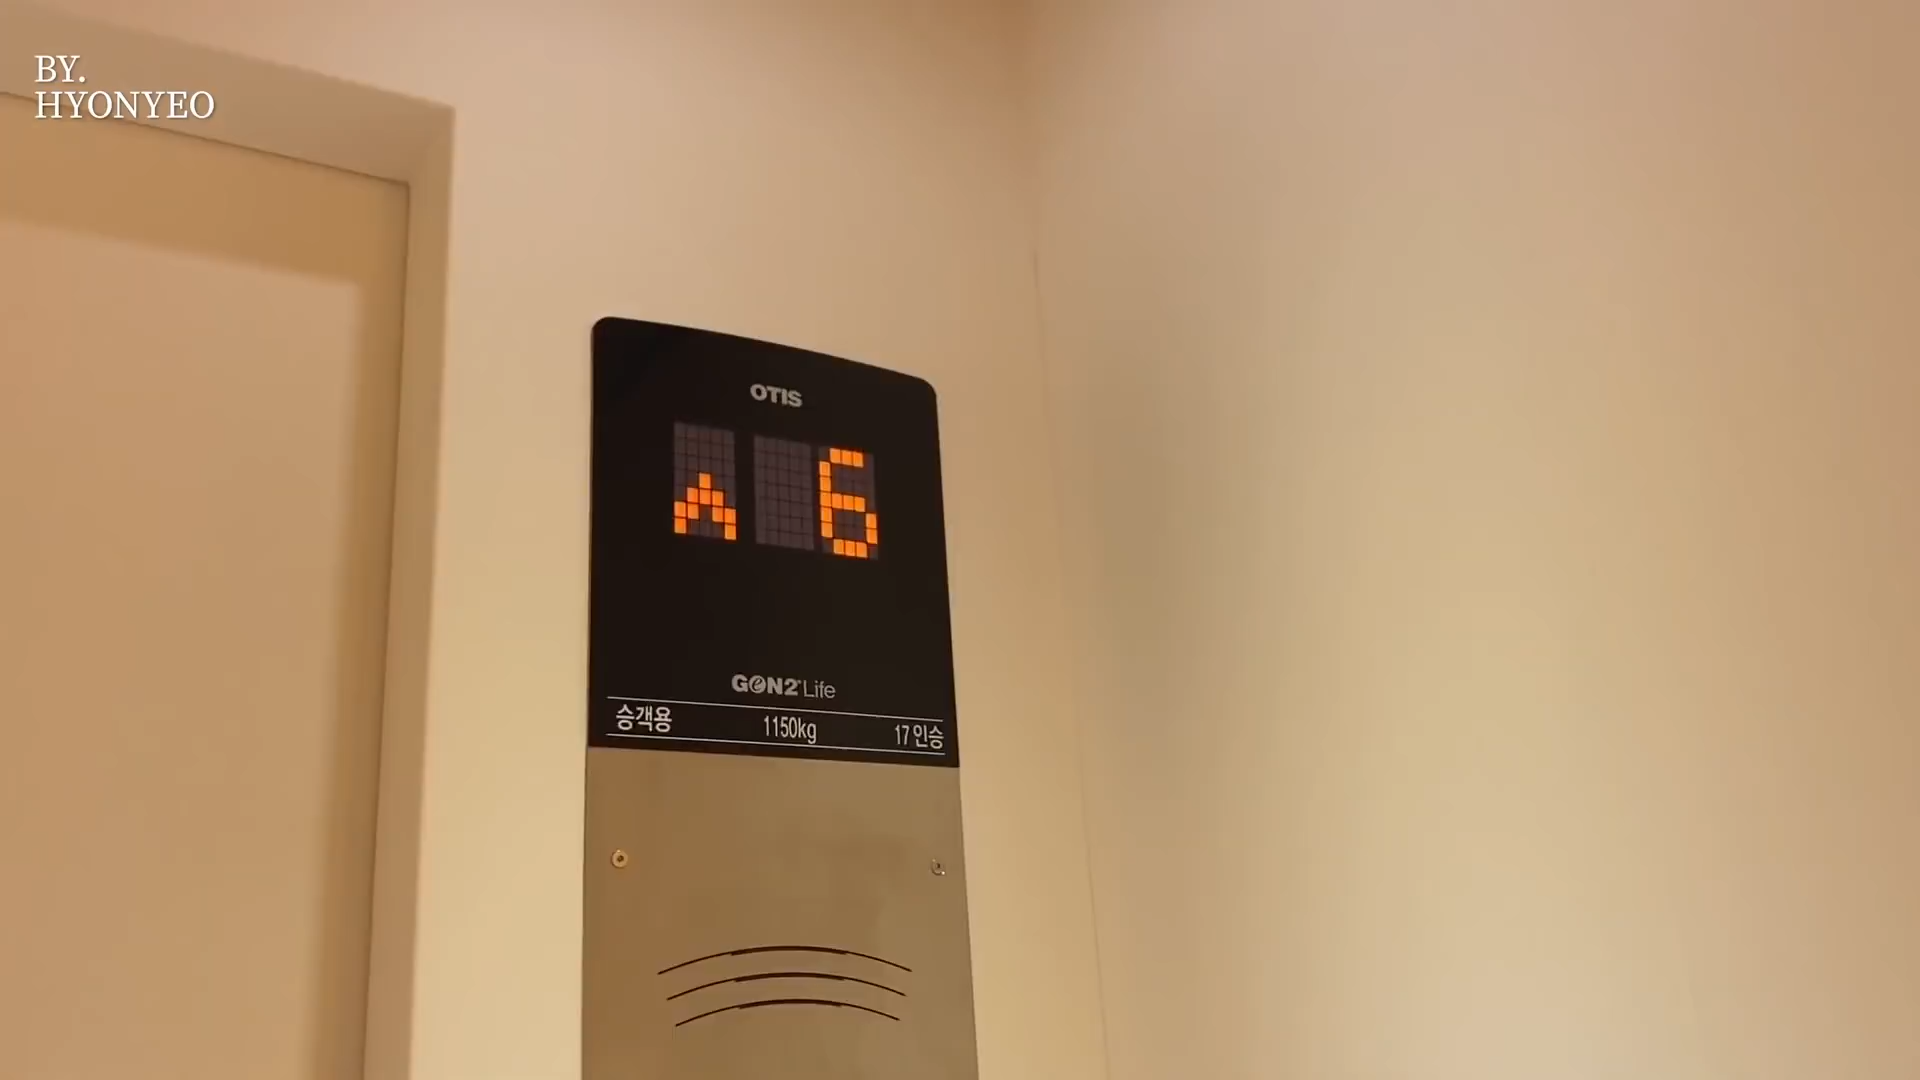 BY.
HYONYEO
OTIS
6
GeN2 Life
승객용 1150kg 17인승